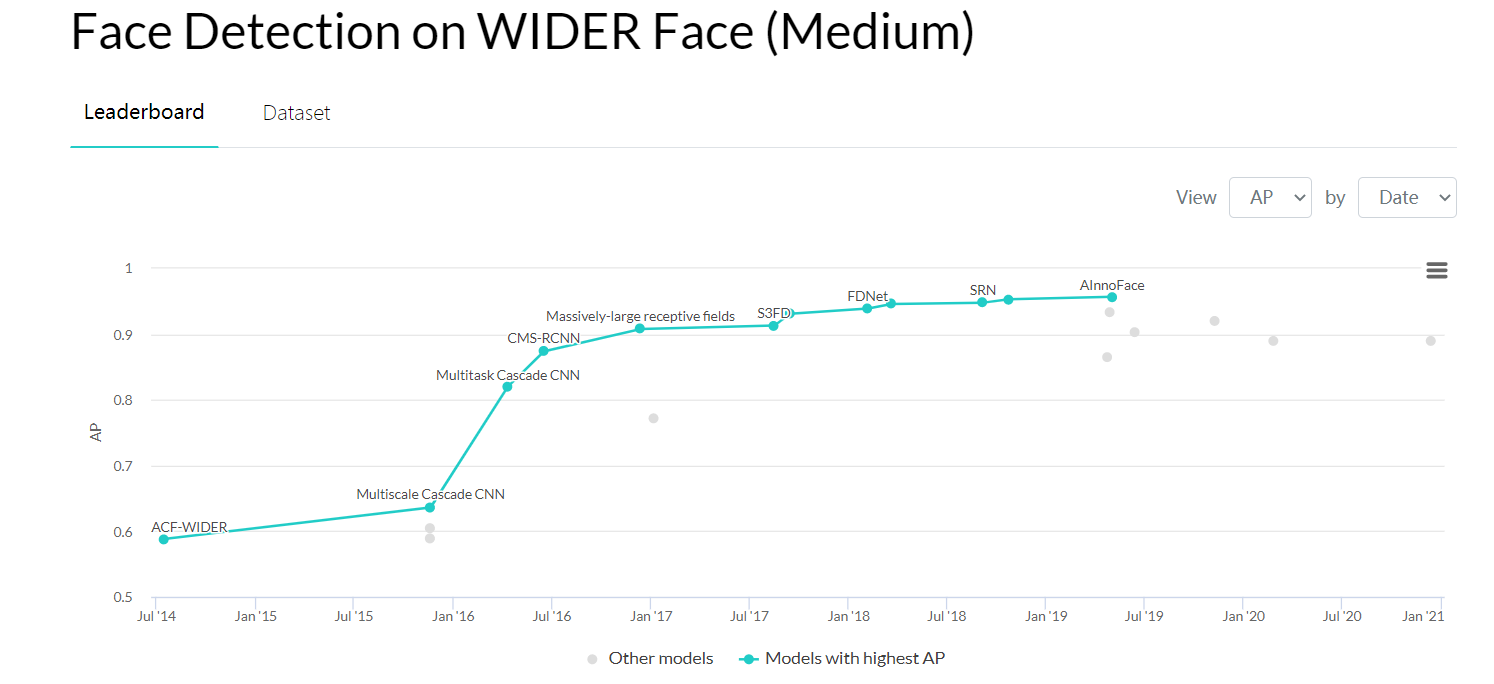 Face Detection on WIDER Face (Medium)
Leaderboard Dataset
View AP by Date
1
AInnoFace
SRN
FDNet
S3FD
Massively-large receptive fields
0.9
CMS-RCNN
Multitask Cascade CNN
0.8
AP
0.7
Multiscale Cascade CNN
ACF-WIDER
0.6
0.5
Jul '14 Jan '15 Jul '15 Jan '16 Jul '16 Jan '17 Jul '17 Jan '18 Jul '18 Jan '19 Jul '19 Jan '20 Jul '20 Jan '21
Other models Models with highest AP